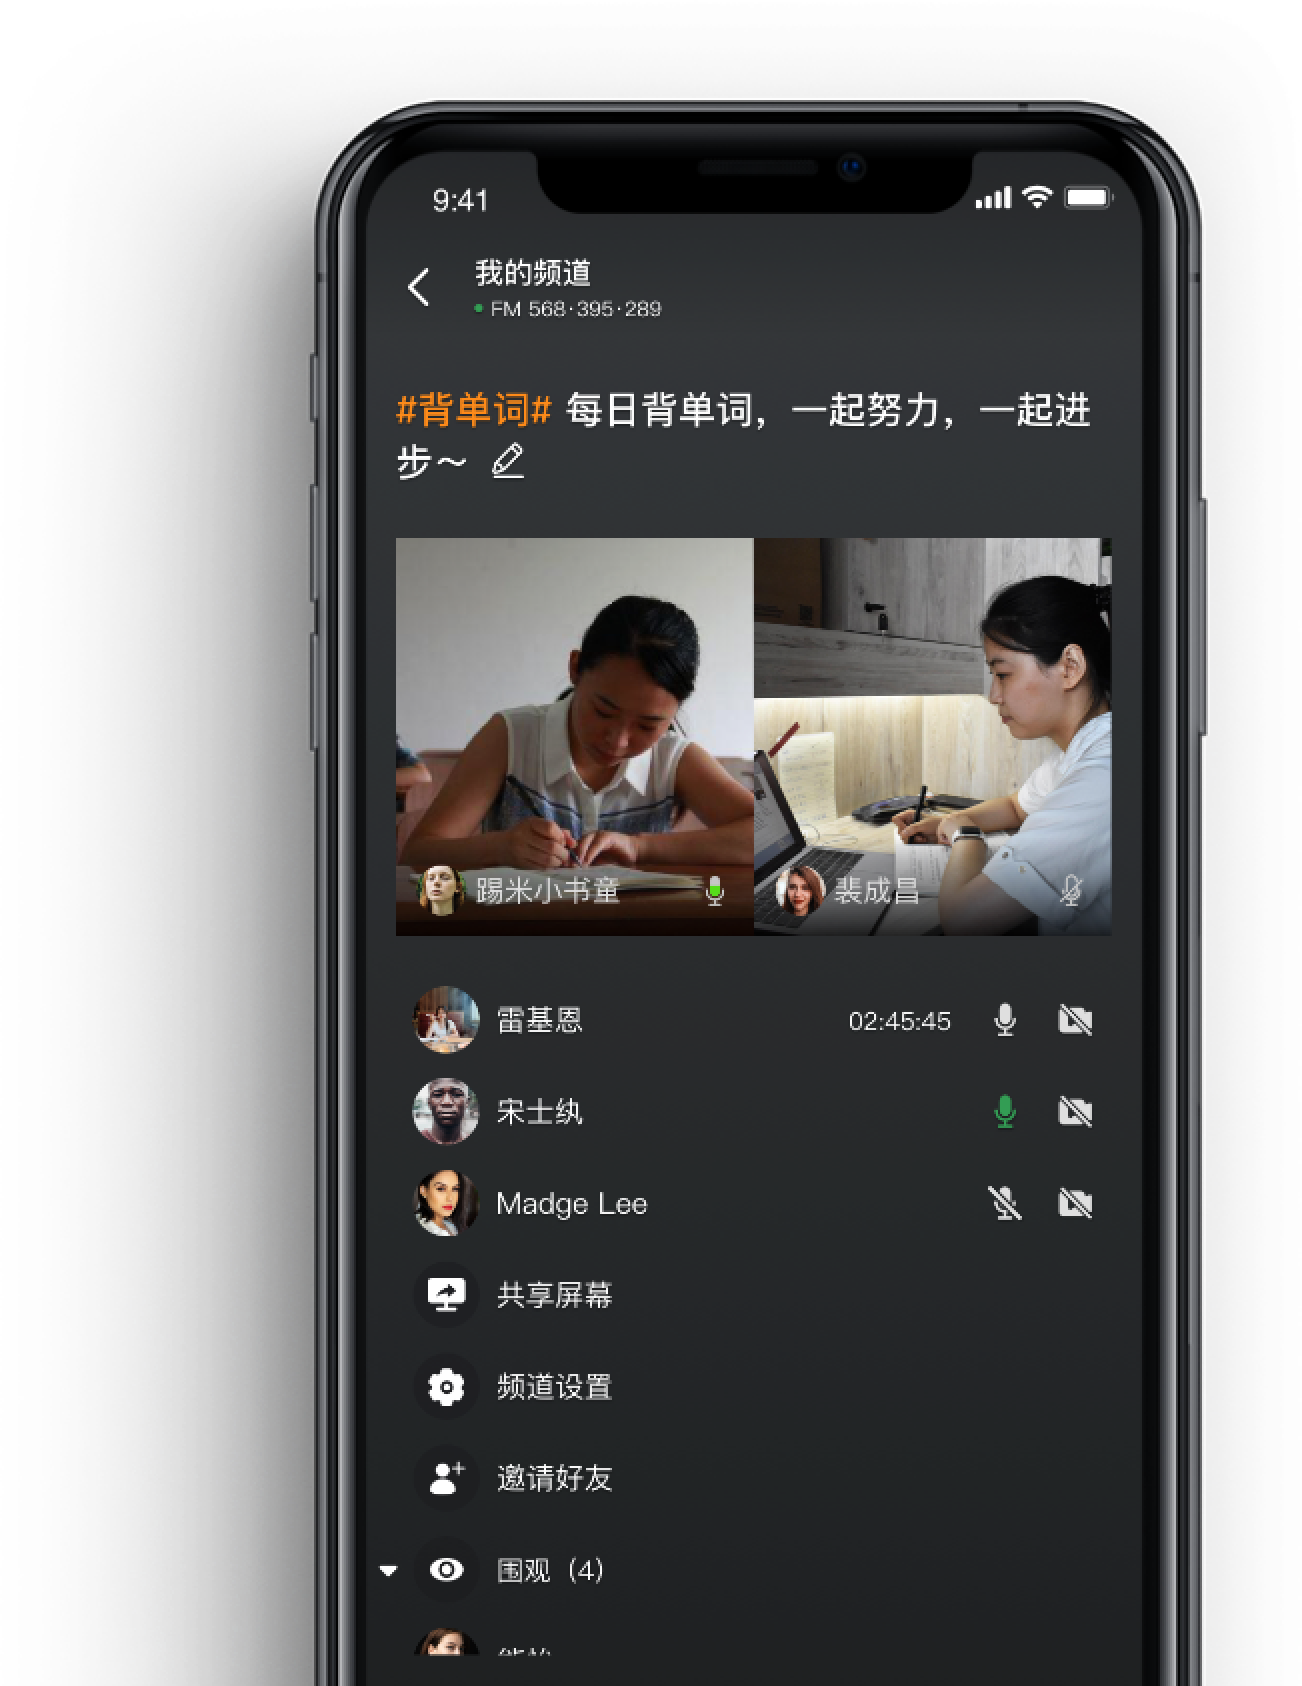 9:41
我的频道
FM 568·395·289
#背单词# 每日背单词，一起努力，一起进
步～
踢米小书童
裴成昌
雷基恩
02:45:45
宋士纨
Madge Lee
共享屏幕
频道设置
邀请好友
围观（4）